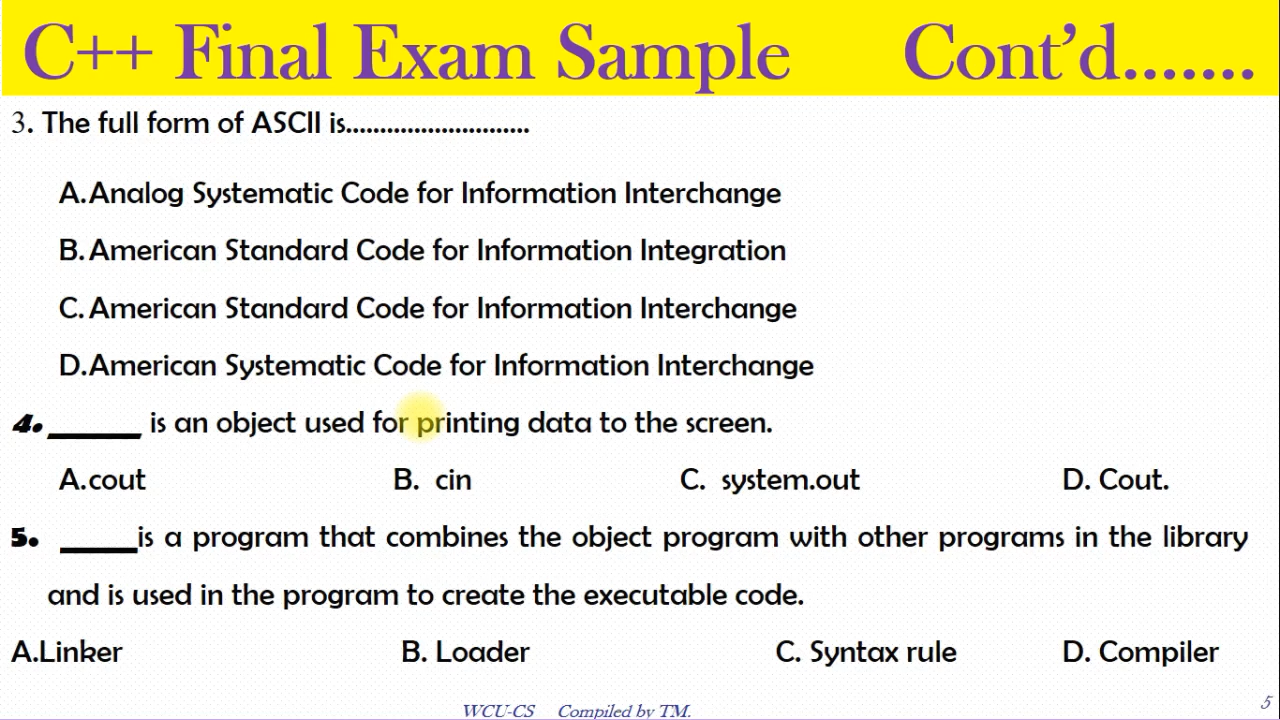 C++ Final Exam Sample Cont’d.......
3. The full form of ASCII is...........................
A.Analog Systematic Code for Information Interchange
B.American Standard Code for Information Integration
C.American Standard Code for Information Interchange
D.American Systematic Code for Information Interchange
4.______ is an object used for printing data to the screen.
A.cout B. cin C. system.out D. Cout.
5. _____is a program that combines the object program with other programs in the library
and is used in the program to create the executable code.
A.Linker B. Loader C. Syntax rule D. Compiler
WCU-CS Compiled by TM. 5